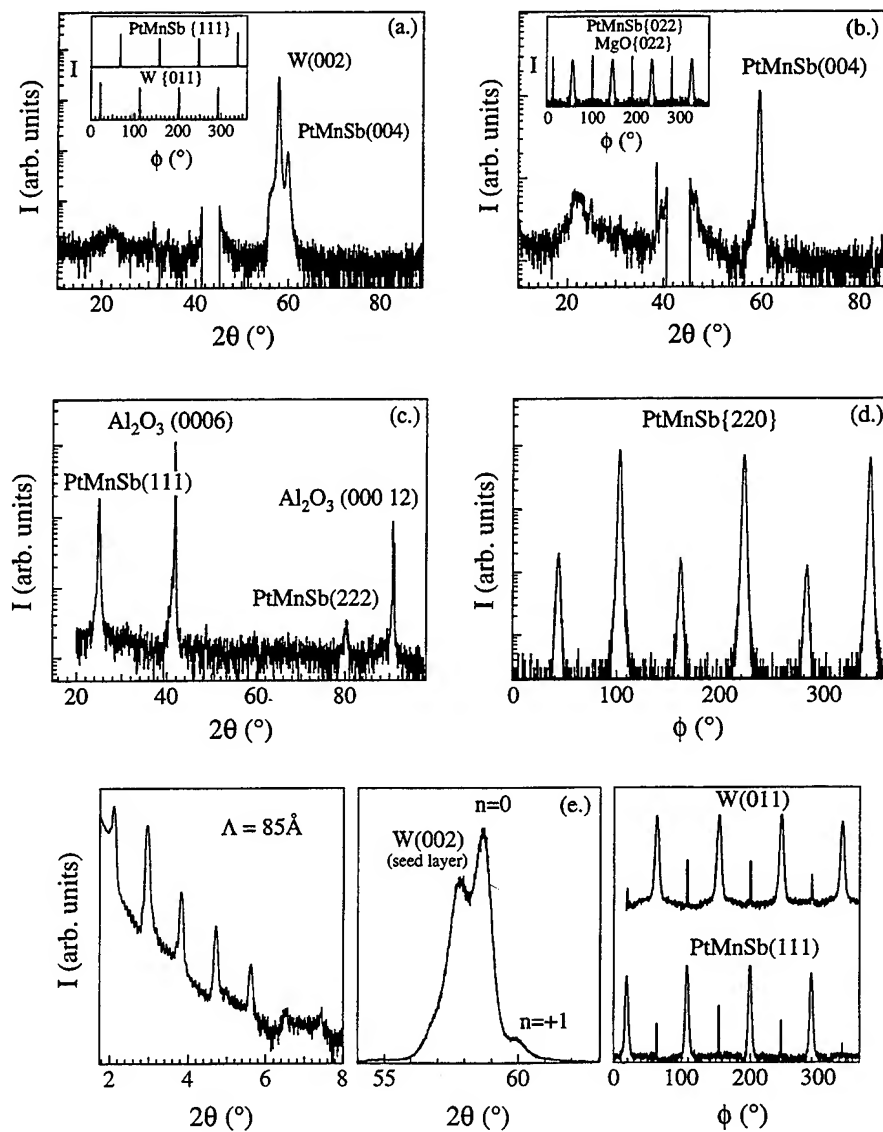 (a.)
PtMnSb {111}
W {011}
I
0 100 200 300
ϕ (°)
W(002)
PtMnSb(004)
I (arb. units)
20 40 60 80
2θ (°)
(b.)
PtMnSb{022}
MgO{022}
I
0 100 200 300
ϕ (°)
PtMnSb(004)
I (arb. units)
20 40 60 80
2θ (°)
(c.)
Al₂O₃ (0006)
PtMnSb(111)
Al₂O₃ (000 12)
PtMnSb(222)
I (arb. units)
20 40 60 80
2θ (°)
(d.)
PtMnSb{220}
I (arb. units)
0 100 200 300
ϕ (°)
Λ = 85Å
I (arb. units)
2 4 6 8
2θ (°)
(e.)
n=0
W(002)
(seed layer)
n=+1
55 60
2θ (°)
W(011)
PtMnSb(111)
0 100 200 300
ϕ (°)